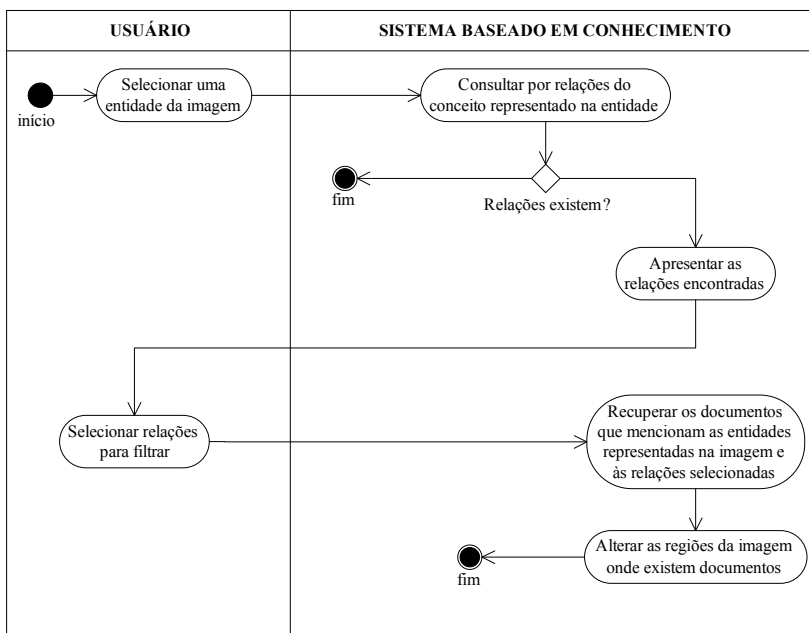 USUÁRIO
SISTEMA BASEADO EM CONHECIMENTO
início
Selecionar uma
entidade da imagem
Consultar por relações do
conceito representado na entidade
fim
Relações existem?
Apresentar as
relações encontradas
Selecionar relações
para filtrar
Recuperar os documentos
que mencionam as entidades
representadas na imagem e
às relações selecionadas
Alterar as regiões da imagem
onde existem documentos
fim